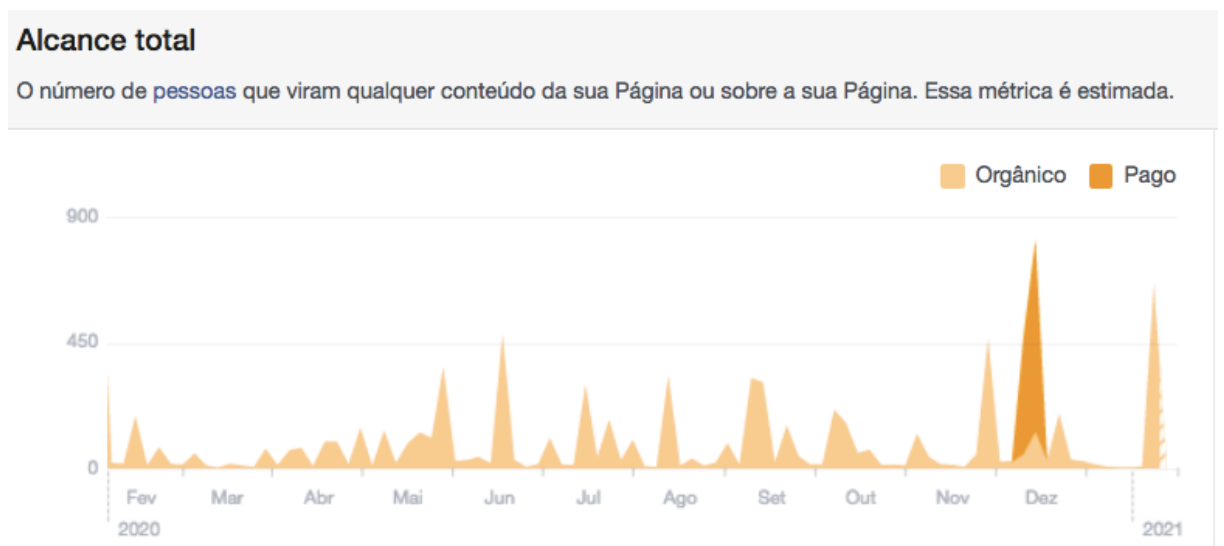 Alcance total
O número de pessoas que viram qualquer conteúdo da sua Página ou sobre a sua Página. Essa métrica é estimada.
Orgânico Pago
900
450
0
Fev Mar Abr Mai Jun Jul Ago Set Out Nov Dez
2020 2021